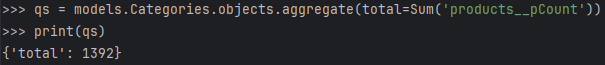 >>> qs = models.Categories.objects.aggregate(total=Sum('products__pCount'))
>>> print(qs)
{'total': 1392}